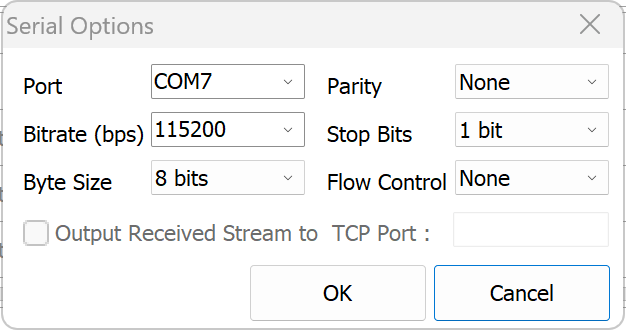 Serial Options
Port COM7 Parity None
Bitrate (bps) 115200 Stop Bits 1 bit
Byte Size 8 bits Flow Control None
Output Received Stream to TCP Port :
OK Cancel